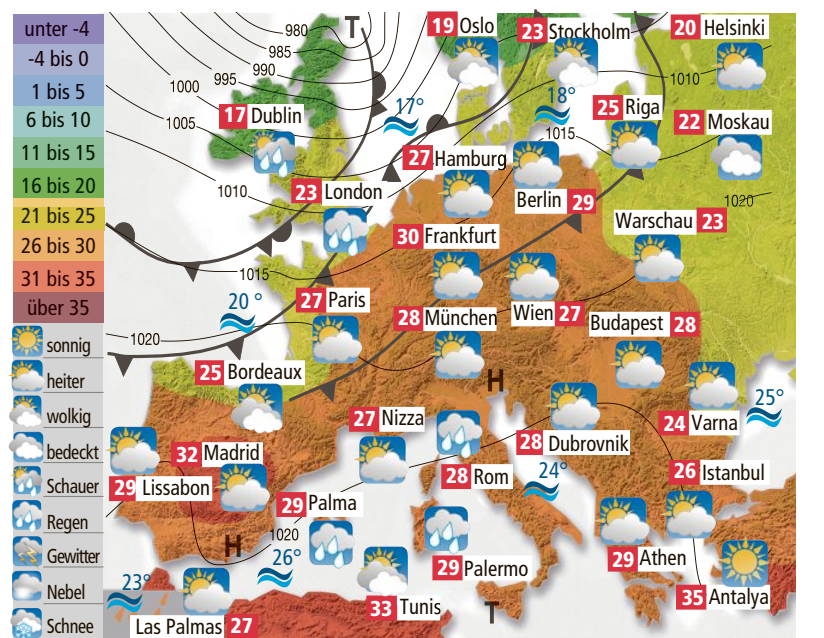 unter -4
-4 bis 0
1 bis 5
6 bis 10
11 bis 15
16 bis 20
21 bis 25
26 bis 30
31 bis 35
über 35
sonnig
heiter
wolkig
bedeckt
Schauer
Regen
Gewitter
Nebel
Schnee
980
985
990
995
1000
1005
1010
1015
1020
T
19 Oslo
23 Stockholm
20 Helsinki
1010
17 Dublin
17°
18°
25 Riga
22 Moskau
1015
27 Hamburg
23 London
Berlin 29
1020
Warschau 23
30 Frankfurt
20 °
27 Paris
28 München
Wien 27
Budapest 28
25 Bordeaux
H
27 Nizza
24 Varna
25°
32 Madrid
28 Dubrovnik
29 Lissabon
28 Rom
24°
26 Istanbul
29 Palma
1020
H
26°
29 Palermo
29 Athen
23°
33 Tunis
T
35 Antalya
Las Palmas 27